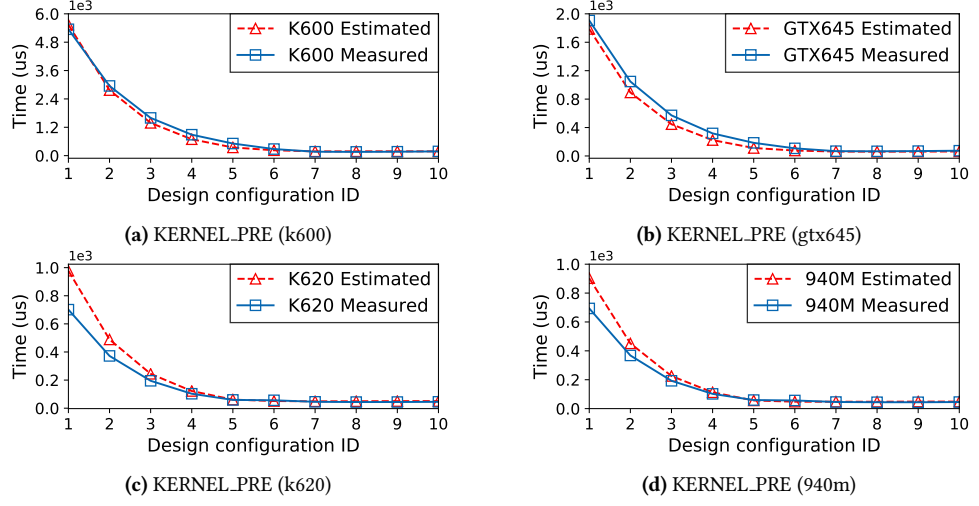 1e3
6.0
4.8
3.6
2.4
1.2
0.0
Time (us)
K600 Estimated
K600 Measured
1 2 3 4 5 6 7 8 9 10
Design configuration ID
(a) KERNEL_PRE (k600)
1e3
2.0
1.6
1.2
0.8
0.4
0.0
Time (us)
GTX645 Estimated
GTX645 Measured
1 2 3 4 5 6 7 8 9 10
Design configuration ID
(b) KERNEL_PRE (gtx645)
1e3
1.0
0.8
0.6
0.4
0.2
0.0
Time (us)
K620 Estimated
K620 Measured
1 2 3 4 5 6 7 8 9 10
Design configuration ID
(c) KERNEL_PRE (k620)
1e3
1.0
0.8
0.6
0.4
0.2
0.0
Time (us)
940M Estimated
940M Measured
1 2 3 4 5 6 7 8 9 10
Design configuration ID
(d) KERNEL_PRE (940m)